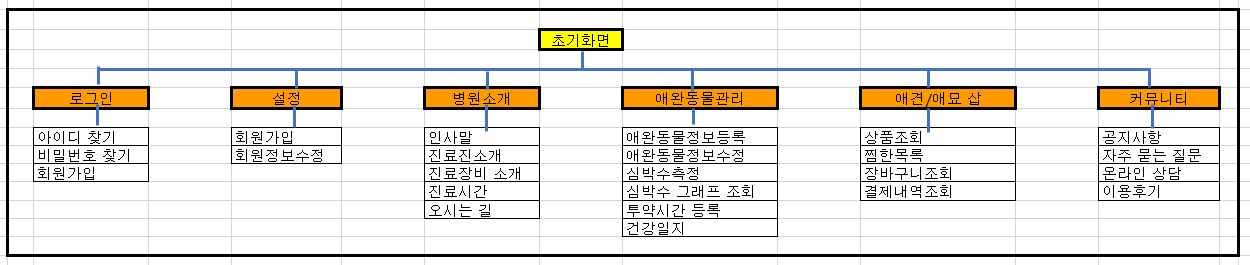 초기화면
로그인
아이디 찾기
비밀번호 찾기
회원가입
설정
회원가입
회원정보수정
병원소개
인사말
진료진소개
진료장비 소개
진료시간
오시는 길
애완동물관리
애완동물정보등록
애완동물정보수정
심박수측정
심박수 그래프 조회
투약시간 등록
건강일지
애견/애묘 삽
상품조회
찜한목록
장바구니조회
결제내역조회
커뮤니티
공지사항
자주 묻는 질문
온라인 상담
이용후기